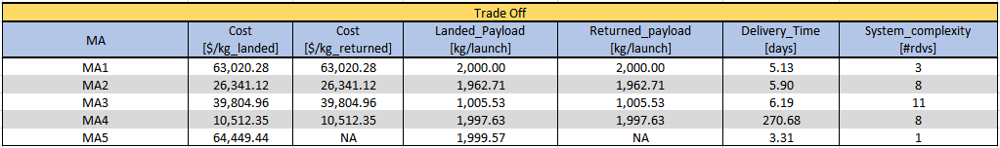 Trade Off
MA Cost [$/kg_landed] Cost [$/kg_returned] Landed_Payload [kg/launch] Returned_payload [kg/launch] Delivery_Time [days] System_complexity [#rdvs]
MA1 63,020.28 63,020.28 2,000.00 2,000.00 5.13 3
MA2 26,341.12 26,341.12 1,962.71 1,962.71 5.90 8
MA3 39,804.96 39,804.96 1,005.53 1,005.53 6.19 11
MA4 10,512.35 10,512.35 1,997.63 1,997.63 270.68 8
MA5 64,449.44 NA 1,999.57 NA 3.31 1